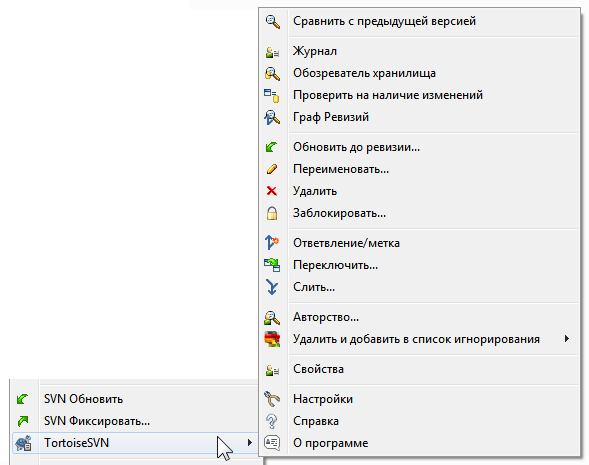 Сравнить с предыдущей версией
Журнал
Обозреватель хранилища
Проверить на наличие изменений
Граф Ревизий
Обновить до ревизии...
Переименовать...
Удалить
Заблокировать...
Ответвление/метка
Переключить...
Слить...
Авторство...
Удалить и добавить в список игнорирования
Свойства
Настройки
Справка
О программе
SVN Обновить
SVN Фиксировать...
TortoiseSVN